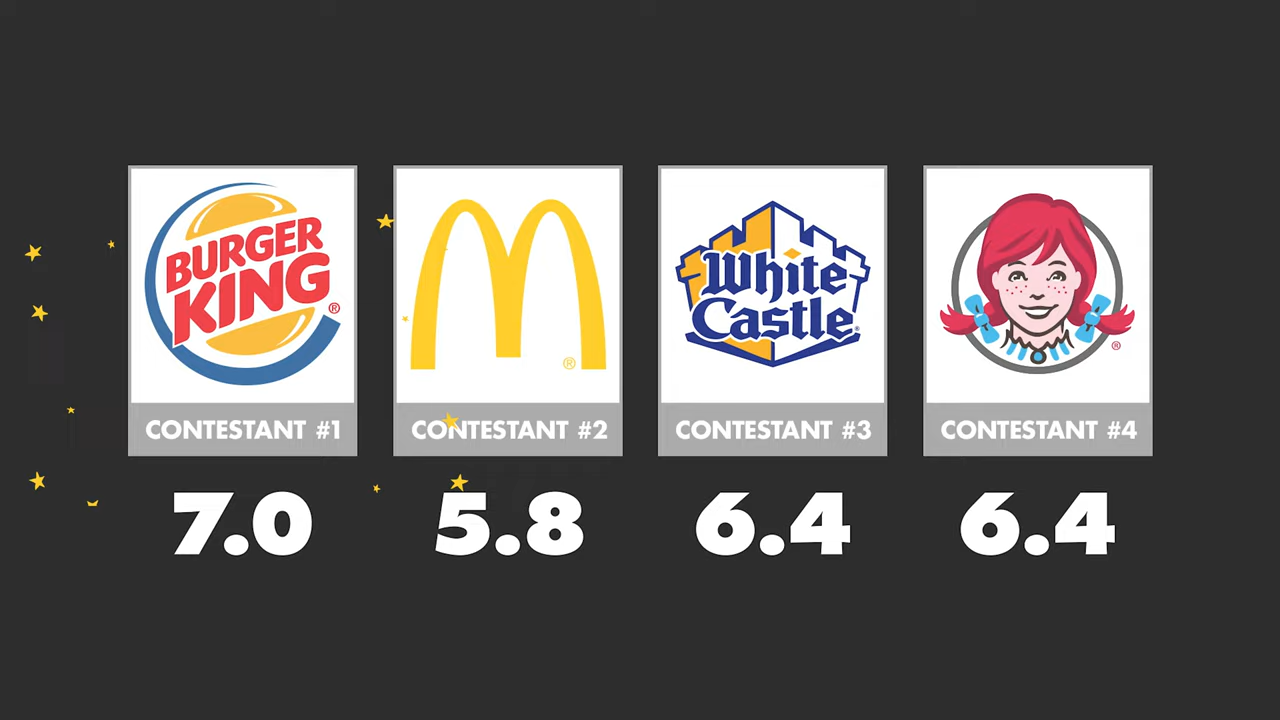 BURGER
KING
®
CONTESTANT #1
7.0
®
CONTESTANT #2
5.8
White
Castle
®
CONTESTANT #3
6.4
®
CONTESTANT #4
6.4